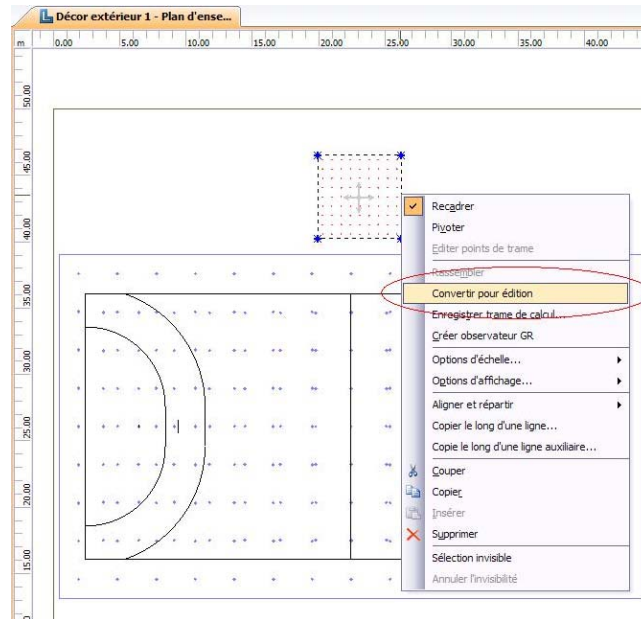 Décor extérieur 1 - Plan d'ense...
m 0.00 5.00 10.00 15.00 20.00 25.00 30.00 35.00 40.00
50.00
45.00
40.00
35.00
30.00
25.00
20.00
15.00
Recadrer
Pivoter
Editer points de trame
Rassembler
Convertir pour édition
Enregistrer trame de calcul...
Créer observateur GR
Options d'échelle...
Options d'affichage...
Aligner et répartir
Copier le long d'une ligne...
Copie le long d'une ligne auxiliaire...
Couper
Copier
Insérer
Supprimer
Sélection invisible
Annuler l'invisibilité